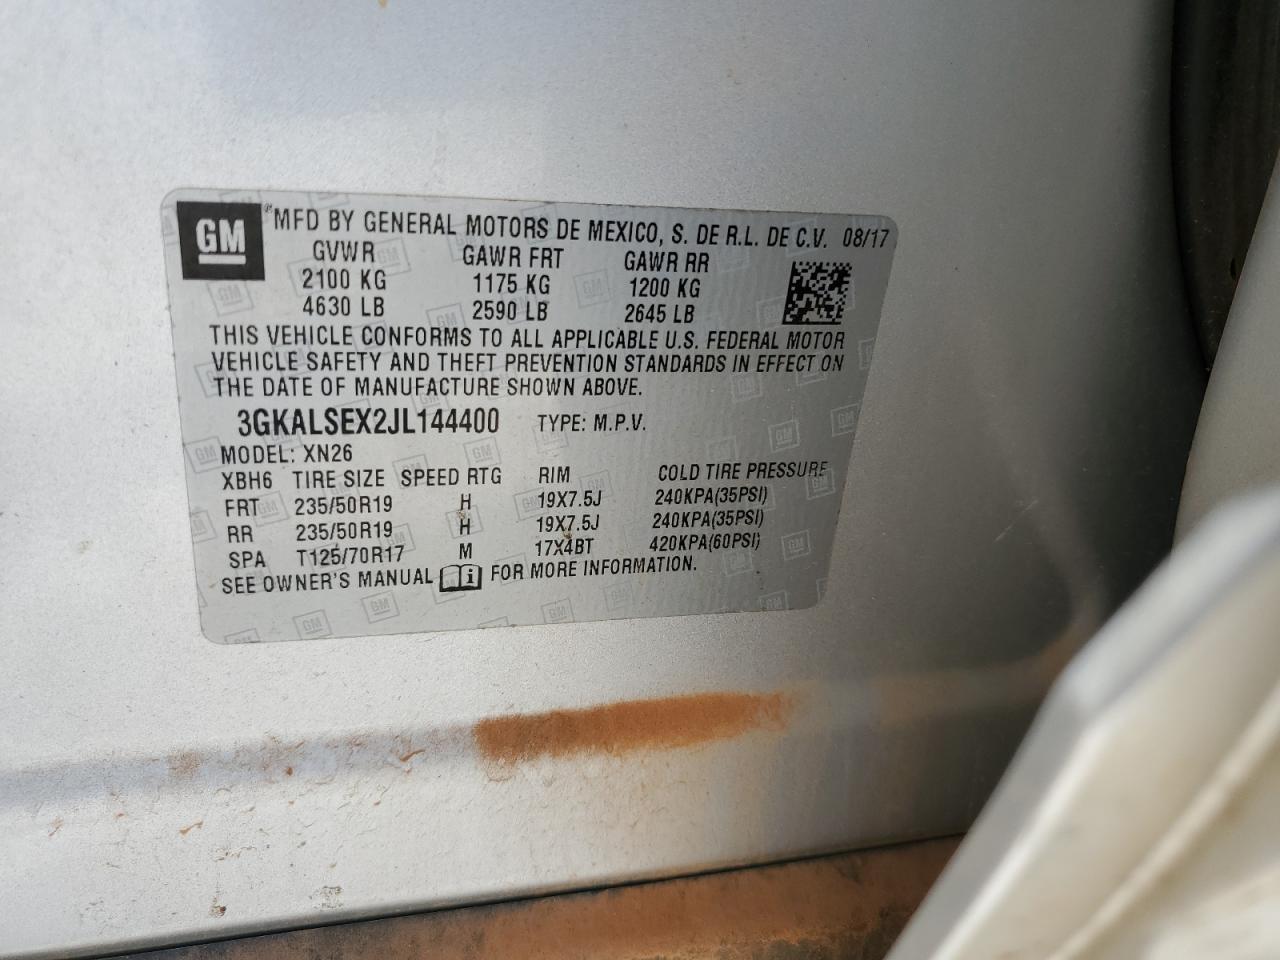 GM
® MFD BY GENERAL MOTORS DE MEXICO, S. DE R.L. DE C.V. 08/17
GVWR GAWR FRT GAWR RR
2100 KG 1175 KG 1200 KG
4630 LB 2590 LB 2645 LB
THIS VEHICLE CONFORMS TO ALL APPLICABLE U.S. FEDERAL MOTOR
VEHICLE SAFETY AND THEFT PREVENTION STANDARDS IN EFFECT ON
THE DATE OF MANUFACTURE SHOWN ABOVE.
3GKALSEX2JL144400 TYPE: M.P.V.
MODEL: XN26
XBH6 TIRE SIZE SPEED RTG RIM COLD TIRE PRESSURE
FRT 235/50R19 H 19X7.5J 240KPA(35PSI)
RR 235/50R19 H 19X7.5J 240KPA(35PSI)
SPA T125/70R17 M 17X4BT 420KPA(60PSI)
SEE OWNER'S MANUAL i FOR MORE INFORMATION.